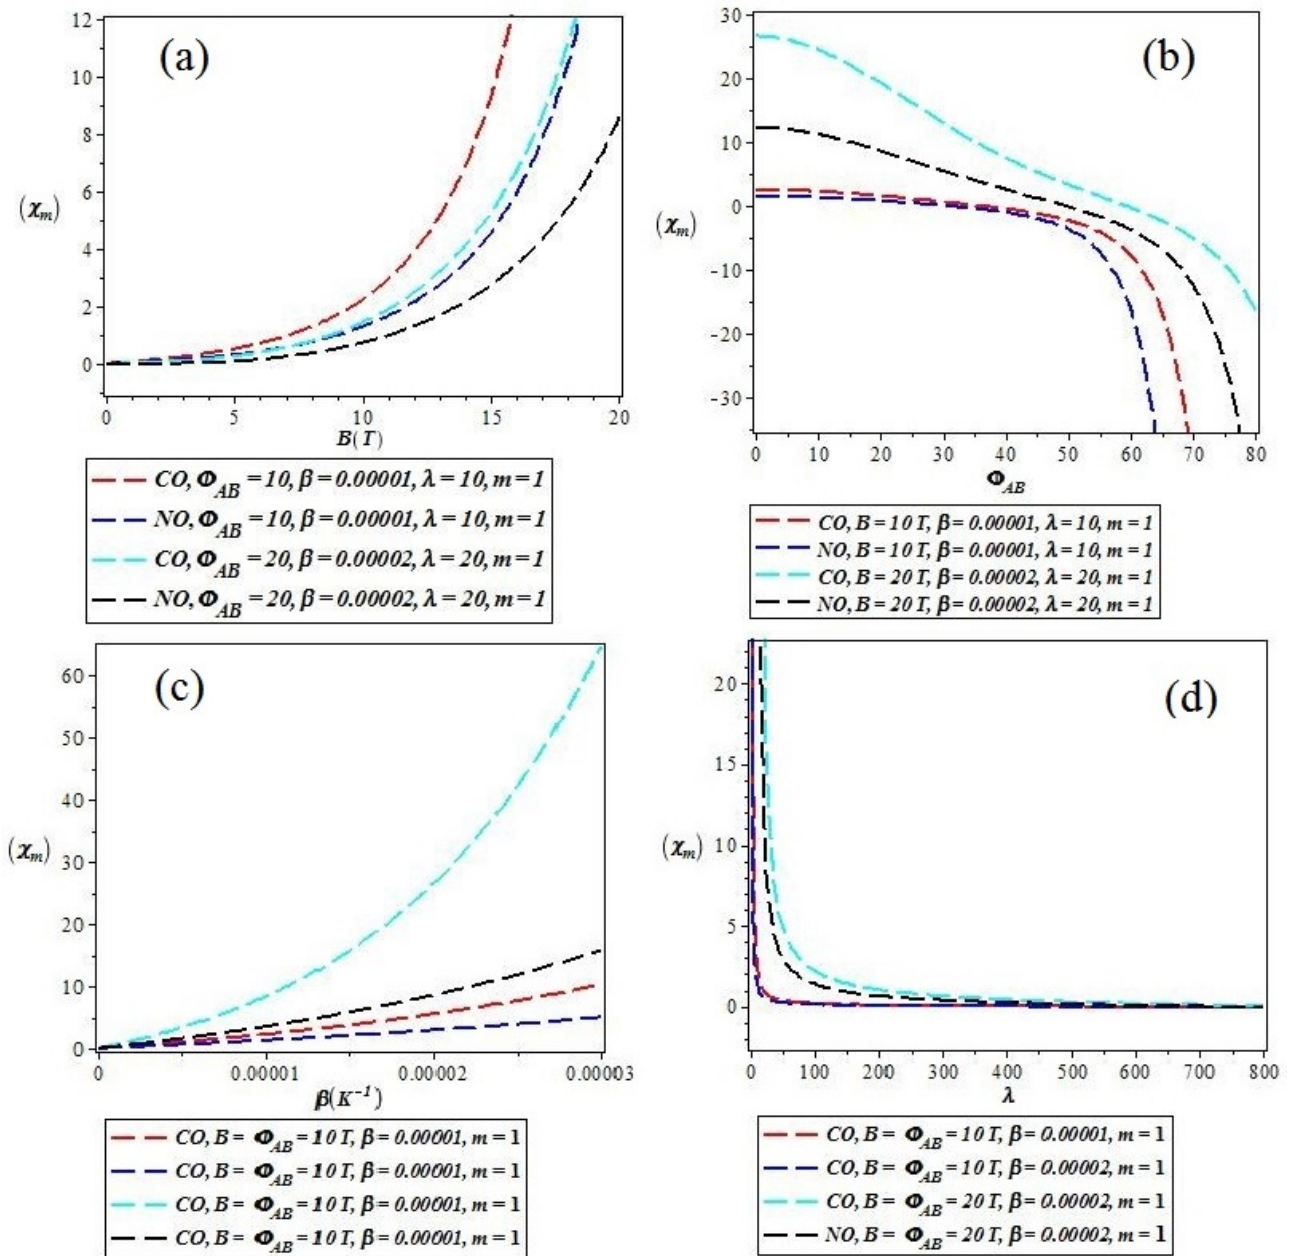 (a)
12
10
8
6
4
2
0
(χm)
0 5 10 15 20
B(T)
CO, ΦAB = 10, β = 0.00001, λ = 10, m = 1
NO, ΦAB = 10, β = 0.00001, λ = 10, m = 1
CO, ΦAB = 20, β = 0.00002, λ = 20, m = 1
NO, ΦAB = 20, β = 0.00002, λ = 20, m = 1
(b)
30
20
10
0
-10
-20
-30
(χm)
0 10 20 30 40 50 60 70 80
ΦAB
CO, B = 10 T, β = 0.00001, λ = 10, m = 1
NO, B = 10 T, β = 0.00001, λ = 10, m = 1
CO, B = 20 T, β = 0.00002, λ = 20, m = 1
NO, B = 20 T, β = 0.00002, λ = 20, m = 1
(c)
60
50
40
30
20
10
0
(χm)
0 0.00001 0.00002 0.00003
β(K⁻¹)
CO, B = ΦAB = 10 T, β = 0.00001, m = 1
CO, B = ΦAB = 10 T, β = 0.00001, m = 1
CO, B = ΦAB = 10 T, β = 0.00001, m = 1
CO, B = ΦAB = 10 T, β = 0.00001, m = 1
(d)
20
15
10
5
0
(χm)
0 100 200 300 400 500 600 700 800
λ
CO, B = ΦAB = 10 T, β = 0.00001, m = 1
CO, B = ΦAB = 10 T, β = 0.00002, m = 1
CO, B = ΦAB = 20 T, β = 0.00002, m = 1
NO, B = ΦAB = 20 T, β = 0.00002, m = 1